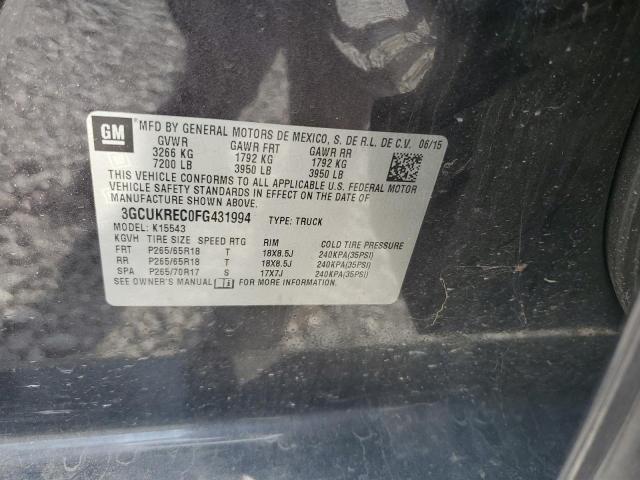 GM
*MFD BY GENERAL MOTORS DE MEXICO, S. DE R.L. DE C.V. 06/15
GVWR GAWR FRT GAWR RR
3266 KG 1792 KG 1792 KG
7200 LB 3950 LB 3950 LB
THIS VEHICLE CONFORMS TO ALL APPLICABLE U.S. FEDERAL MOTOR
VEHICLE SAFETY STANDARDS IN EFFECT ON THE DATE OF
MANUFACTURE SHOWN ABOVE.
3GCUKREC0FG431994 TYPE: TRUCK
MODEL: K15543
KGVH TIRE SIZE SPEED RTG RIM COLD TIRE PRESSURE
FRT P265/65R18 T 18X8.5J 240KPA(35PSI)
RR P265/65R18 T 18X8.5J 240KPA(35PSI)
SPA P265/70R17 S 17X7J 240KPA(35PSI)
SEE OWNER'S MANUAL FOR MORE INFORMATION.